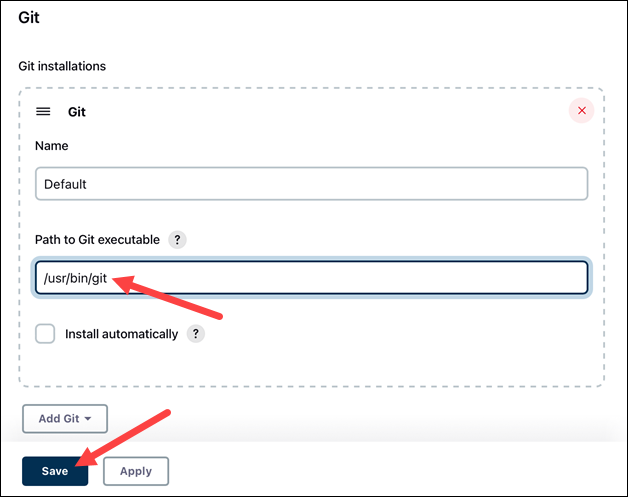 Git
Git installations
Git
Name
Default
Path to Git executable ?
/usr/bin/git
Install automatically ?
Add Git
Save Apply